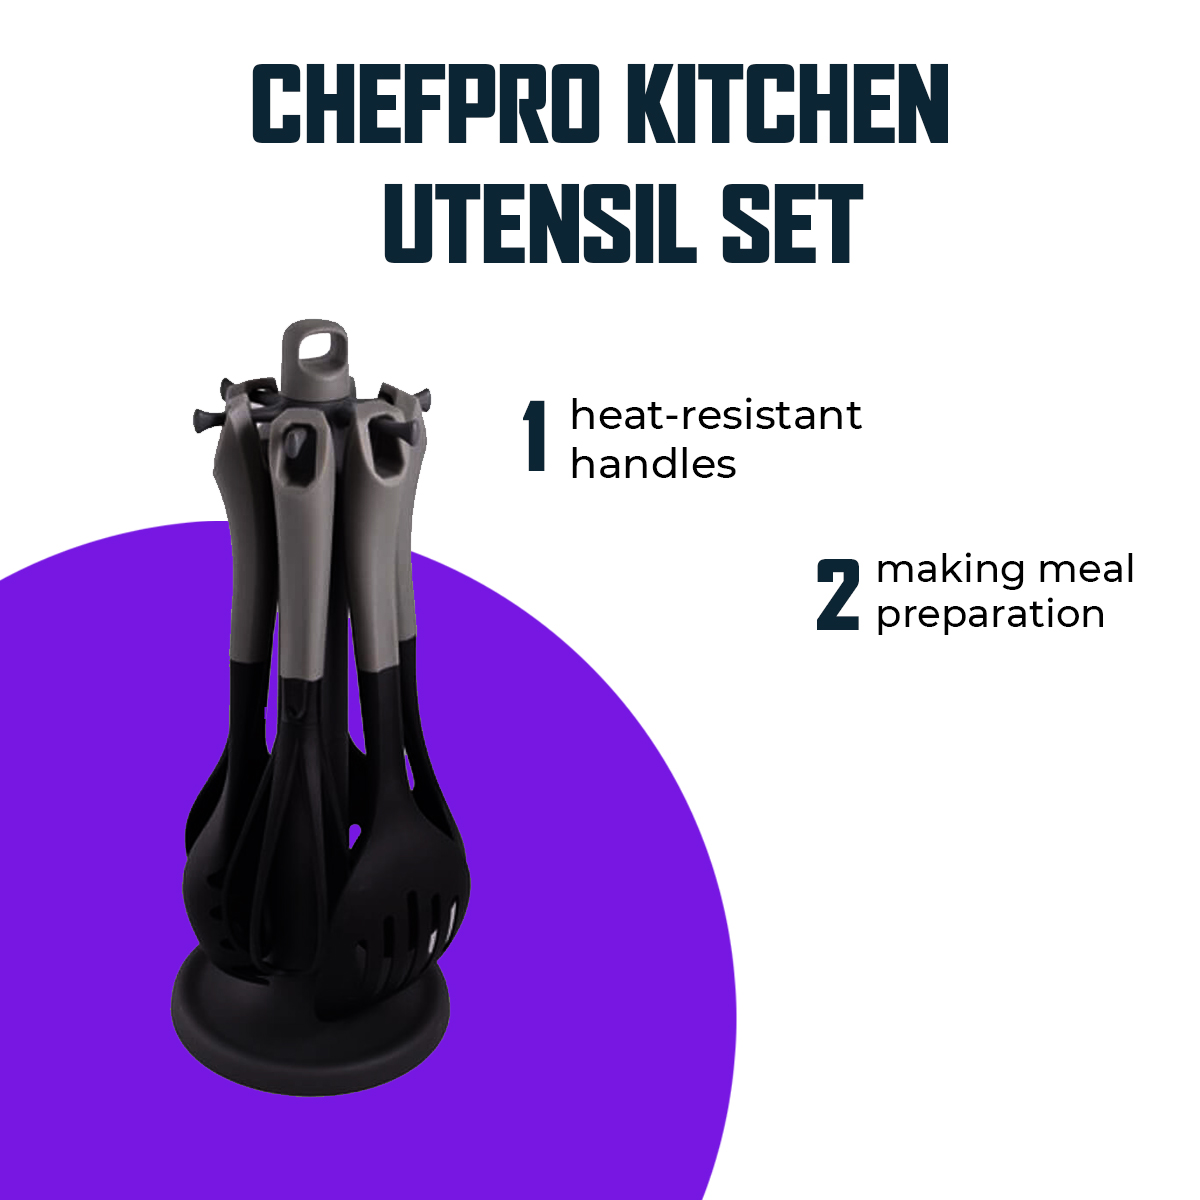 CHEFPRO KITCHEN
UTENSIL SET
1 heat-resistant
handles
2 making meal
preparation